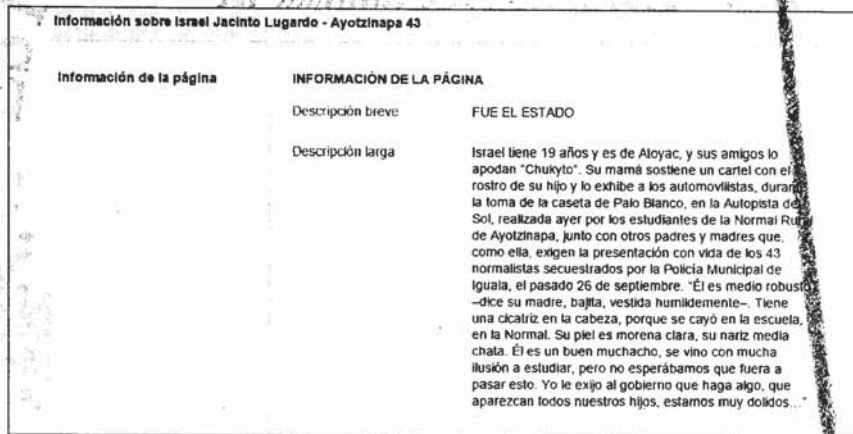 Información sobre Israel Jacinto Lugardo - Ayotzinapa 43
Información de la página
INFORMACIÓN DE LA PÁGINA
Descripción breve
FUE EL ESTADO
Descripción larga
Israel tiene 19 años y es de Atoyac, y sus amigos lo
apodan "Chukyto". Su mamá sostiene un cartel con el
rostro de su hijo y lo exhibe a los automovilistas, durante
la toma de la caseta de Palo Blanco, en la Autopista del
Sol, realizada ayer por los estudiantes de la Normal Rural
de Ayotzinapa, junto con otros padres y madres que,
como ella, exigen la presentación con vida de los 43
normalistas secuestrados por la Policía Municipal de
Iguala, el pasado 26 de septiembre. "Él es medio robusto
–dice su madre, bajita, vestida humildemente–. Tiene
una cicatriz en la cabeza, porque se cayó en la escuela,
en la Normal. Su piel es morena clara, su nariz media
chata. Él es un buen muchacho, se vino con mucha
ilusión a estudiar, pero no esperábamos que fuera a
pasar esto. Yo le exijo al gobierno que haga algo, que
aparezcan todos nuestros hijos, estamos muy dolidos..."